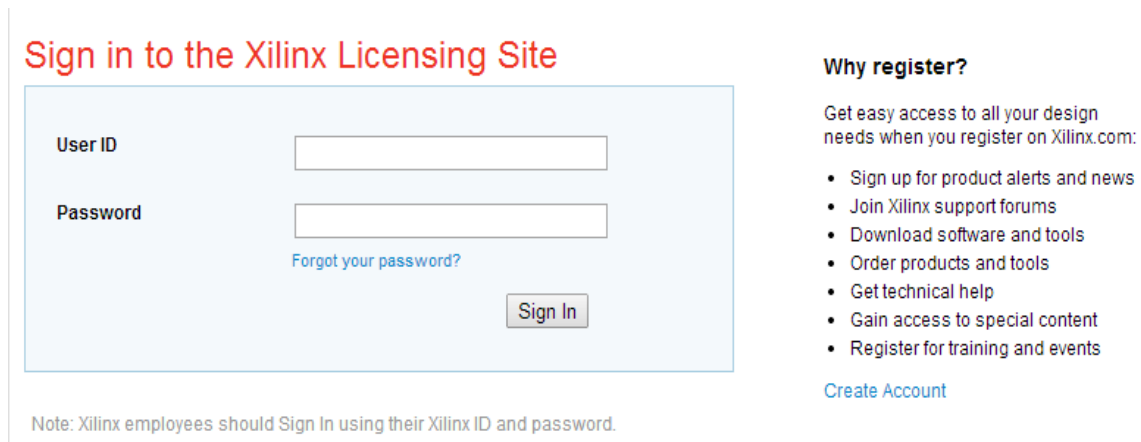 Sign in to the Xilinx Licensing Site
User ID
Password
Forgot your password?
Sign In
Note: Xilinx employees should Sign In using their Xilinx ID and password.
Why register?
Get easy access to all your design
needs when you register on Xilinx.com:
• Sign up for product alerts and news
• Join Xilinx support forums
• Download software and tools
• Order products and tools
• Get technical help
• Gain access to special content
• Register for training and events
Create Account